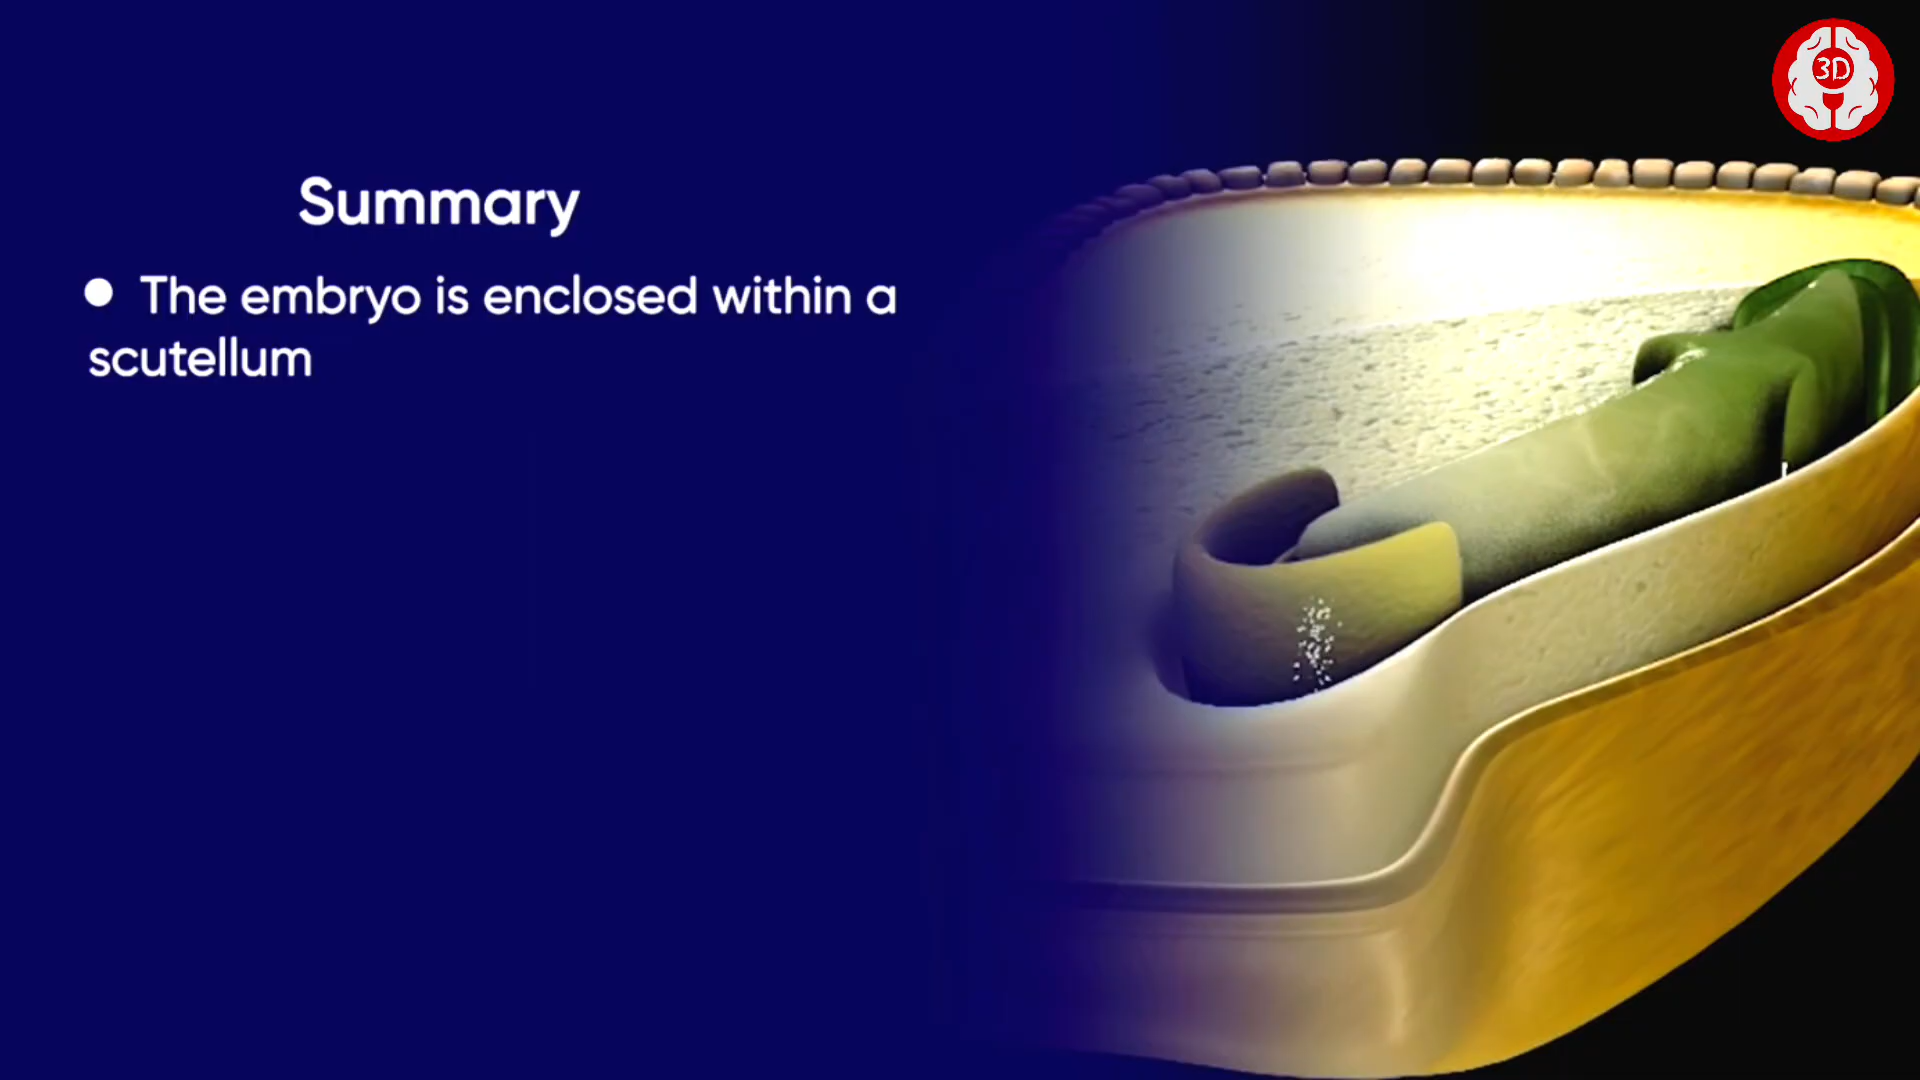 3D
Summary
● The embryo is enclosed within a
scutellum